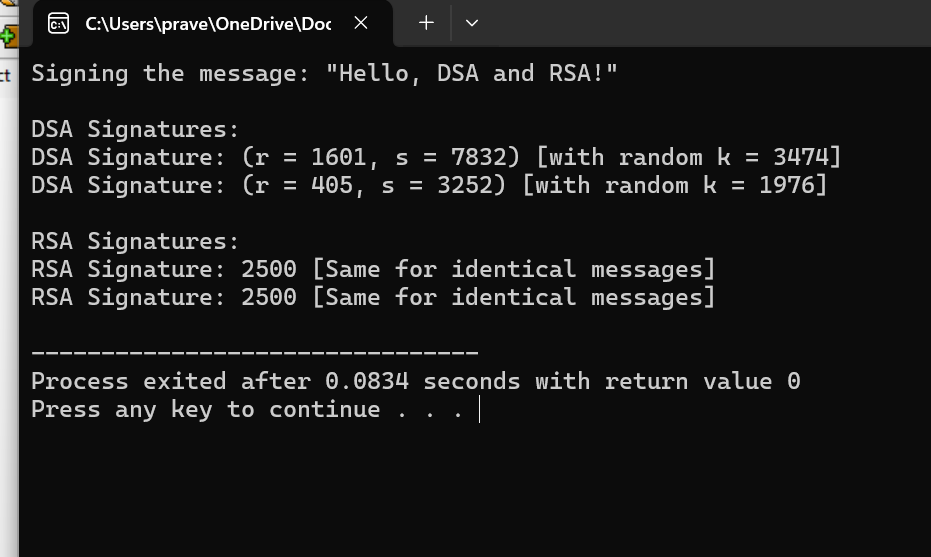 C:\Users\prave\OneDrive\Doc
ct
Signing the message: "Hello, DSA and RSA!"
DSA Signatures:
DSA Signature: (r = 1601, s = 7832) [with random k = 3474]
DSA Signature: (r = 405, s = 3252) [with random k = 1976]
RSA Signatures:
RSA Signature: 2500 [Same for identical messages]
RSA Signature: 2500 [Same for identical messages]
--------------------------------
Process exited after 0.0834 seconds with return value 0
Press any key to continue . . .